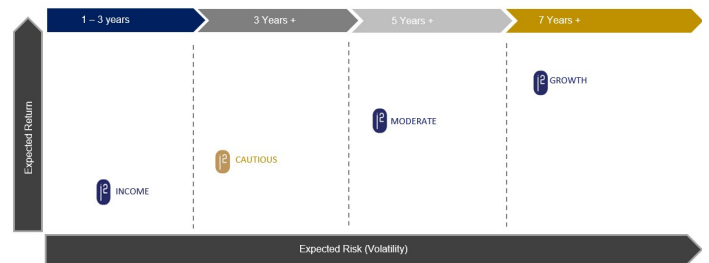 1 – 3 years
3 Years +
5 Years +
7 Years +
Expected Return
GROWTH
MODERATE
CAUTIOUS
INCOME
Expected Risk (Volatility)